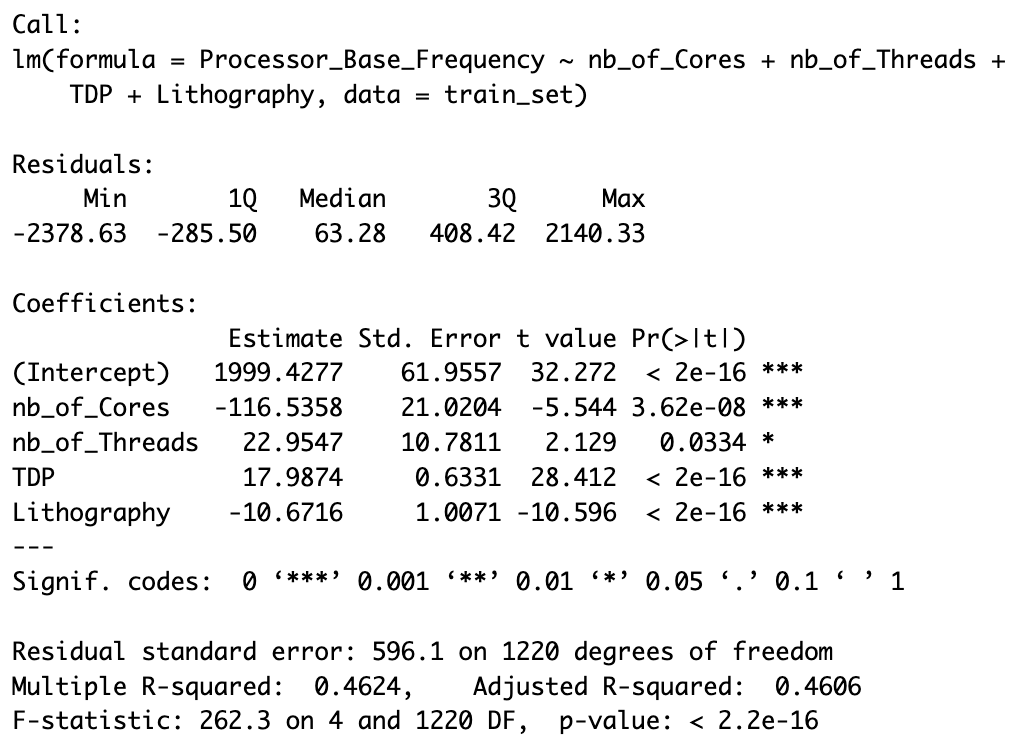 Call:
lm(formula = Processor_Base_Frequency ~ nb_of_Cores + nb_of_Threads +
    TDP + Lithography, data = train_set)

Residuals:
     Min       1Q   Median       3Q      Max
-2378.63  -285.50    63.28   408.42  2140.33

Coefficients:
                Estimate Std. Error t value Pr(>|t|)
(Intercept)   1999.4277    61.9557  32.272  < 2e-16 ***
nb_of_Cores   -116.5358    21.0204  -5.544 3.62e-08 ***
nb_of_Threads   22.9547    10.7811   2.129   0.0334 *
TDP             17.9874     0.6331  28.412  < 2e-16 ***
Lithography    -10.6716     1.0071 -10.596  < 2e-16 ***
---
Signif. codes:  0 ‘***’ 0.001 ‘**’ 0.01 ‘*’ 0.05 ‘.’ 0.1 ‘ ’ 1

Residual standard error: 596.1 on 1220 degrees of freedom
Multiple R-squared:  0.4624,    Adjusted R-squared:  0.4606
F-statistic: 262.3 on 4 and 1220 DF,  p-value: < 2.2e-16